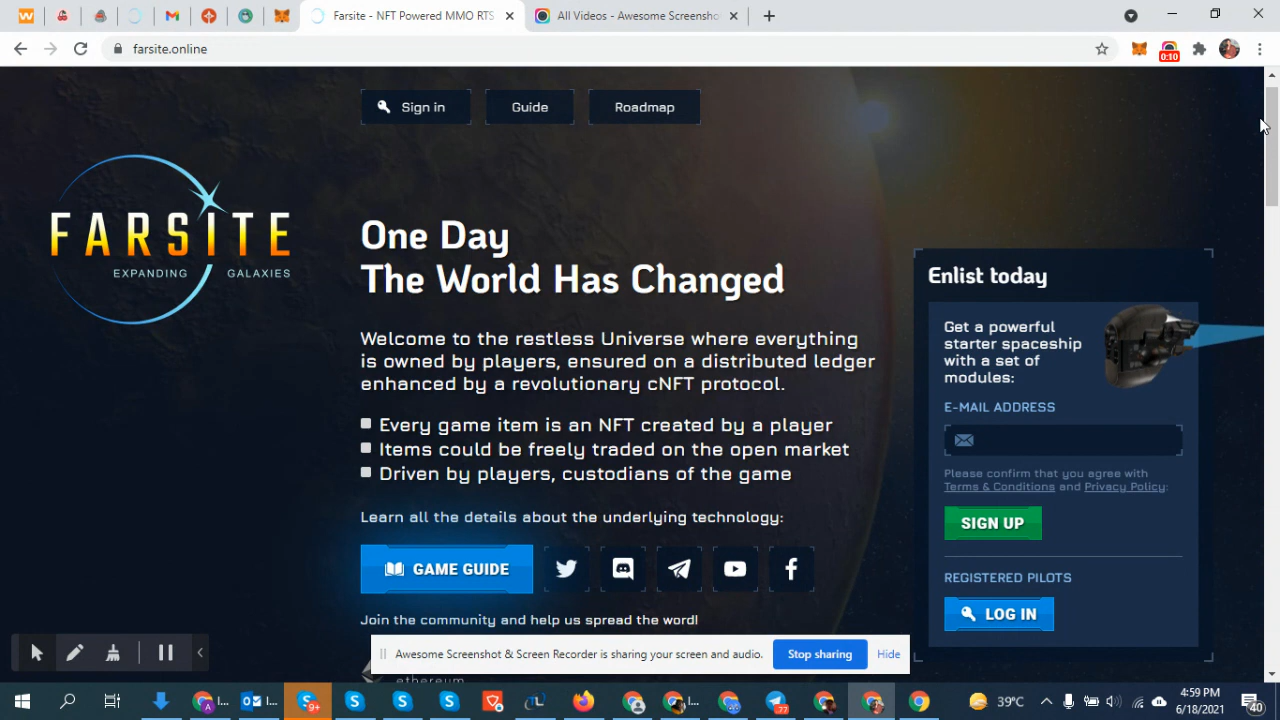 Farsite - NFT Powered MMO RTS
All Videos - Awesome Screenshot
farsite.online
0:10
Sign in
Guide
Roadmap
FARSITE
EXPANDING GALAXIES
One Day
The World Has Changed
Welcome to the restless Universe where everything
is owned by players, ensured on a distributed ledger
enhanced by a revolutionary cNFT protocol.
Every game item is an NFT created by a player
Items could be freely traded on the open market
Driven by players, custodians of the game
Learn all the details about the underlying technology:
GAME GUIDE
Join the community and help us spread the word!
ethereum
Enlist today
Get a powerful
starter spaceship
with a set of
modules:
E-MAIL ADDRESS
Please confirm that you agree with
Terms & Conditions and Privacy Policy:
SIGN UP
REGISTERED PILOTS
LOG IN
Awesome Screenshot & Screen Recorder is sharing your screen and audio.
Stop sharing
Hide
39°C
4:59 PM
6/18/2021
40